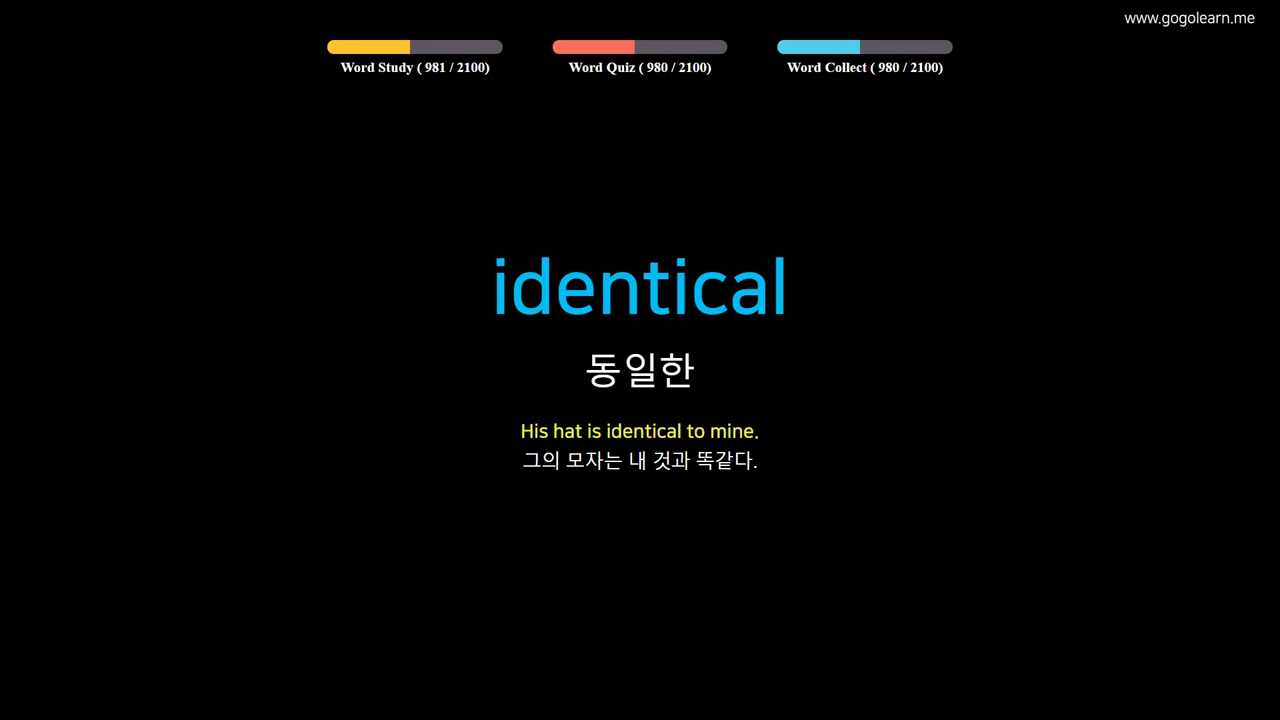 www.gogolearn.me
Word Study ( 981 / 2100)
Word Quiz ( 980 / 2100)
Word Collect ( 980 / 2100)
identical
동일한
His hat is identical to mine.
그의 모자는 내 것과 똑같다.